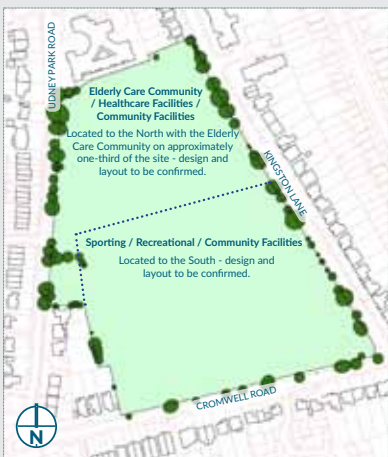 UDNEY PARK ROAD
Elderly Care Community
/ Healthcare Facilities /
Community Facilities
Located to the North with the Elderly
Care Community on approximately
one-third of the site - design and
layout to be confirmed.
KINGSTON LANE
Sporting / Recreational / Community Facilities
Located to the South - design and
layout to be confirmed.
CROMWELL ROAD
N